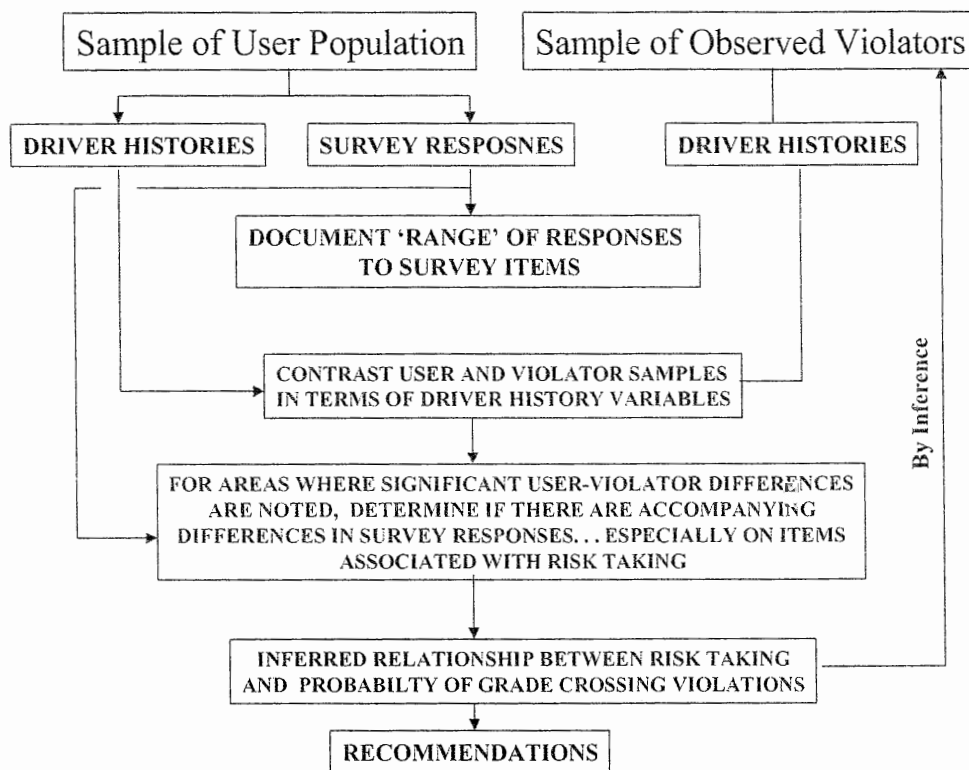 Sample of User Population
Sample of Observed Violators
DRIVER HISTORIES
SURVEY RESPOSNES
DRIVER HISTORIES
DOCUMENT ‘RANGE’ OF RESPONSES
TO SURVEY ITEMS
CONTRAST USER AND VIOLATOR SAMPLES
IN TERMS OF DRIVER HISTORY VARIABLES
By Inference
FOR AREAS WHERE SIGNIFICANT USER-VIOLATOR DIFFERENCES
ARE NOTED, DETERMINE IF THERE ARE ACCOMPANYING
DIFFERENCES IN SURVEY RESPONSES... ESPECIALLY ON ITEMS
ASSOCIATED WITH RISK TAKING
INFERRED RELATIONSHIP BETWEEN RISK TAKING
AND PROBABILTY OF GRADE CROSSING VIOLATIONS
RECOMMENDATIONS